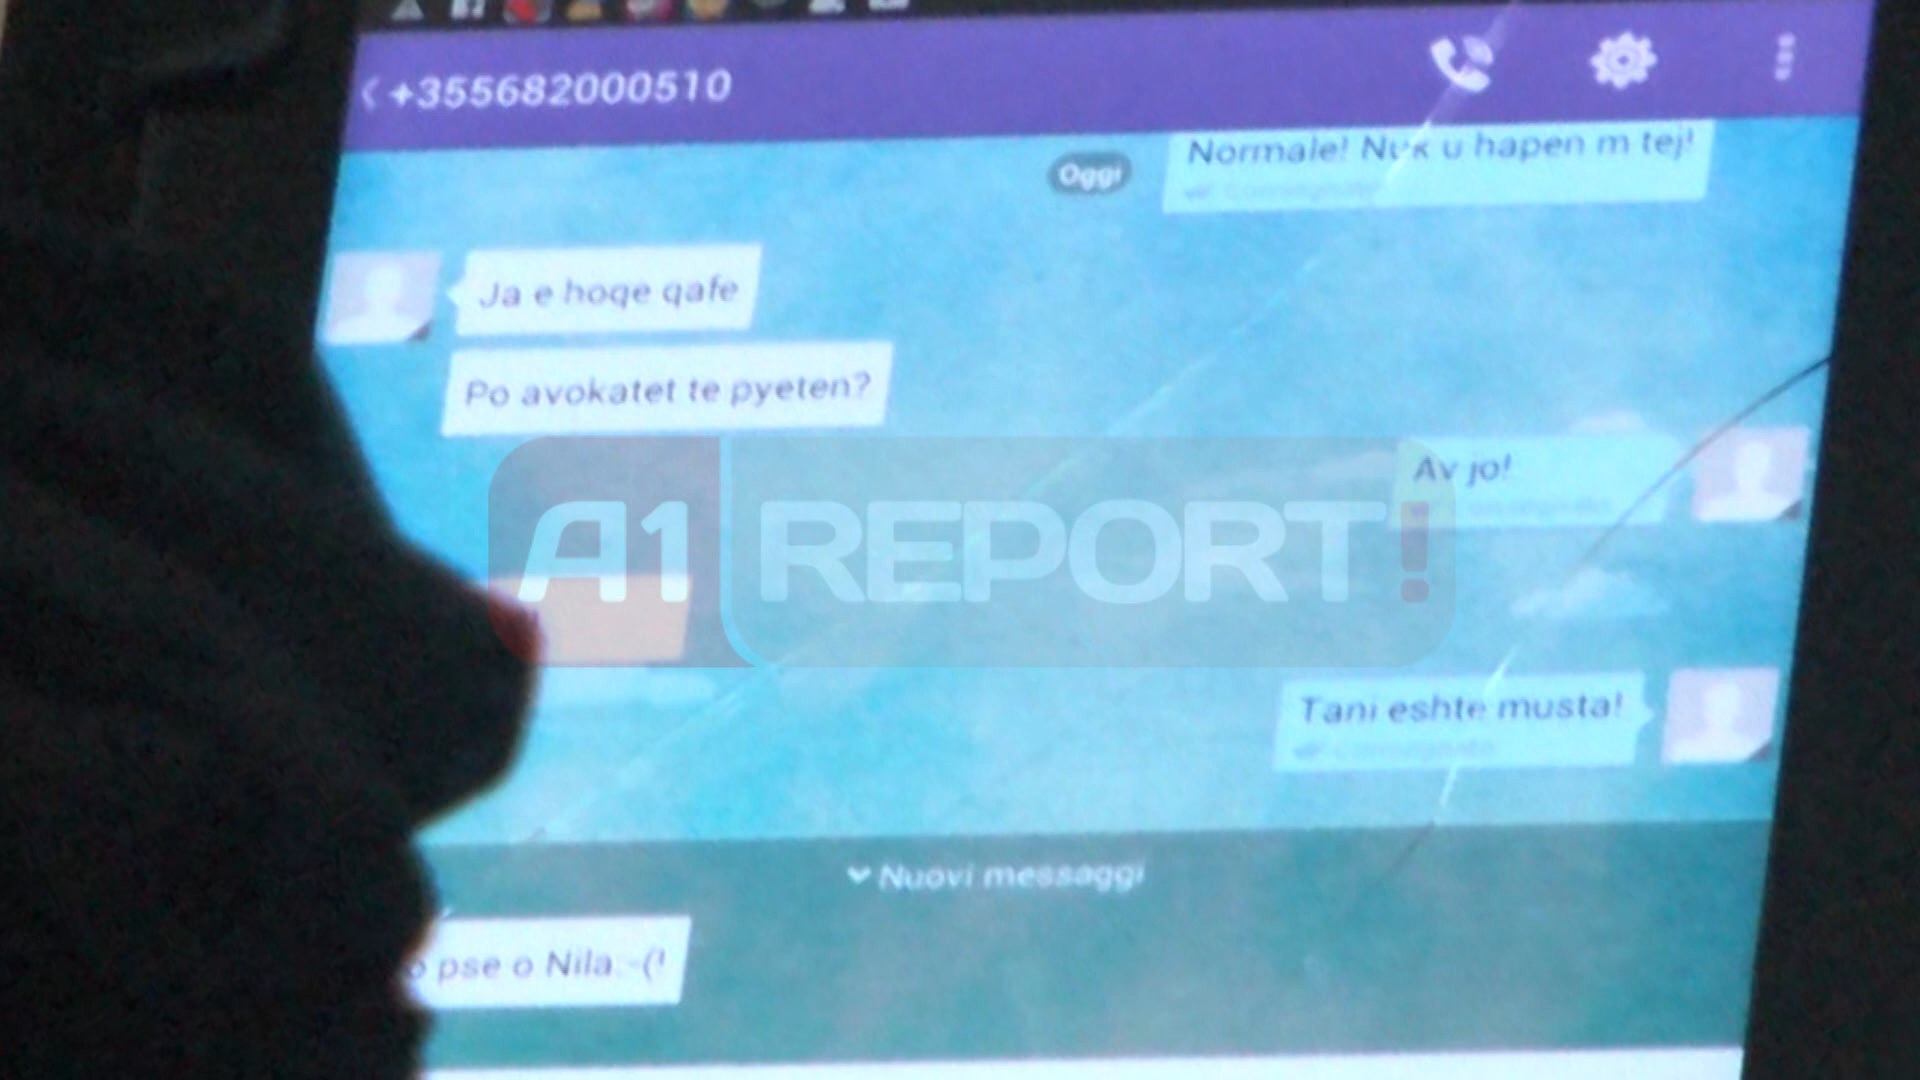 +355682000510
Normale! Nuk u hapen m tej!
Oggi
Ja e hoqe qafe
Po avokatet te pyeten?
Av jo!
A1 REPORT!
Tani eshte musta!
Nuovi messaggi
pse o Nila:-(!